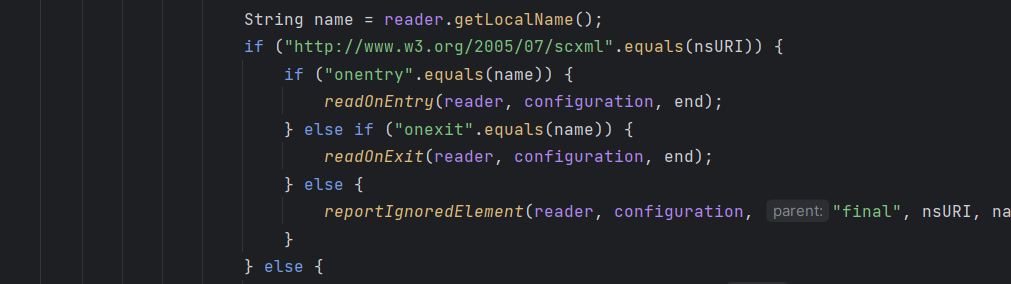 String name = reader.getLocalName();
if ("http://www.w3.org/2005/07/scxml".equals(nsURI)) {
if ("onentry".equals(name)) {
readOnEntry(reader, configuration, end);
} else if ("onexit".equals(name)) {
readOnExit(reader, configuration, end);
} else {
reportIgnoredElement(reader, configuration, parent: "final", nsURI, na
}
} else {